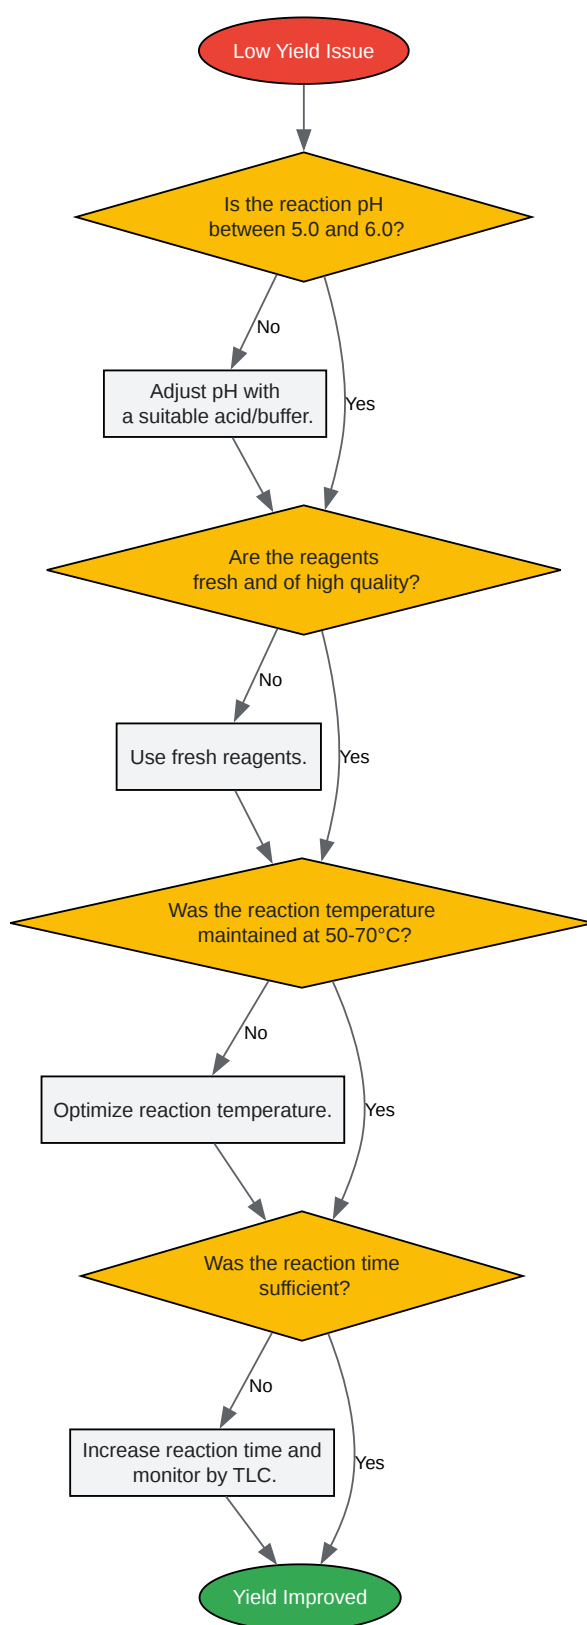 Low Yield Issue
Is the reaction pH
between 5.0 and 6.0?
No
Adjust pH with
a suitable acid/buffer.
Yes
Are the reagents
fresh and of high quality?
No
Use fresh reagents.
Yes
Was the reaction temperature
maintained at 50-70°C?
No
Optimize reaction temperature.
Yes
Was the reaction time
sufficient?
No
Increase reaction time and
monitor by TLC.
Yes
Yield Improved